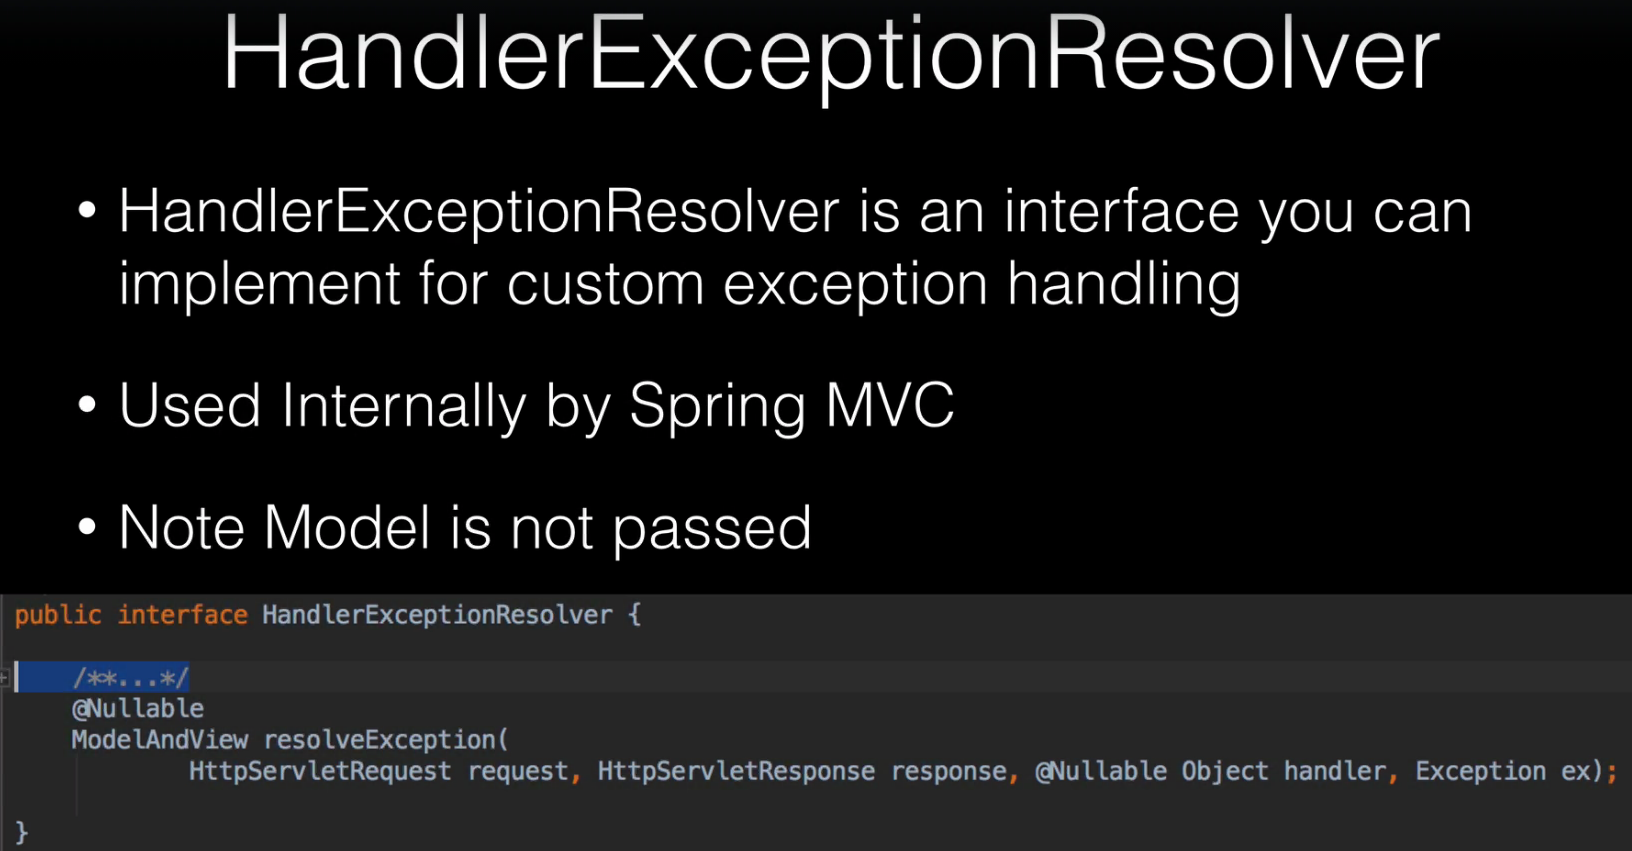 HandlerExceptionResolver
• HandlerExceptionResolver is an interface you can
implement for custom exception handling
• Used Internally by Spring MVC
• Note Model is not passed
public interface HandlerExceptionResolver {
/**...*/
@Nullable
ModelAndView resolveException(
HttpServletRequest request, HttpServletResponse response, @Nullable Object handler, Exception ex);
}